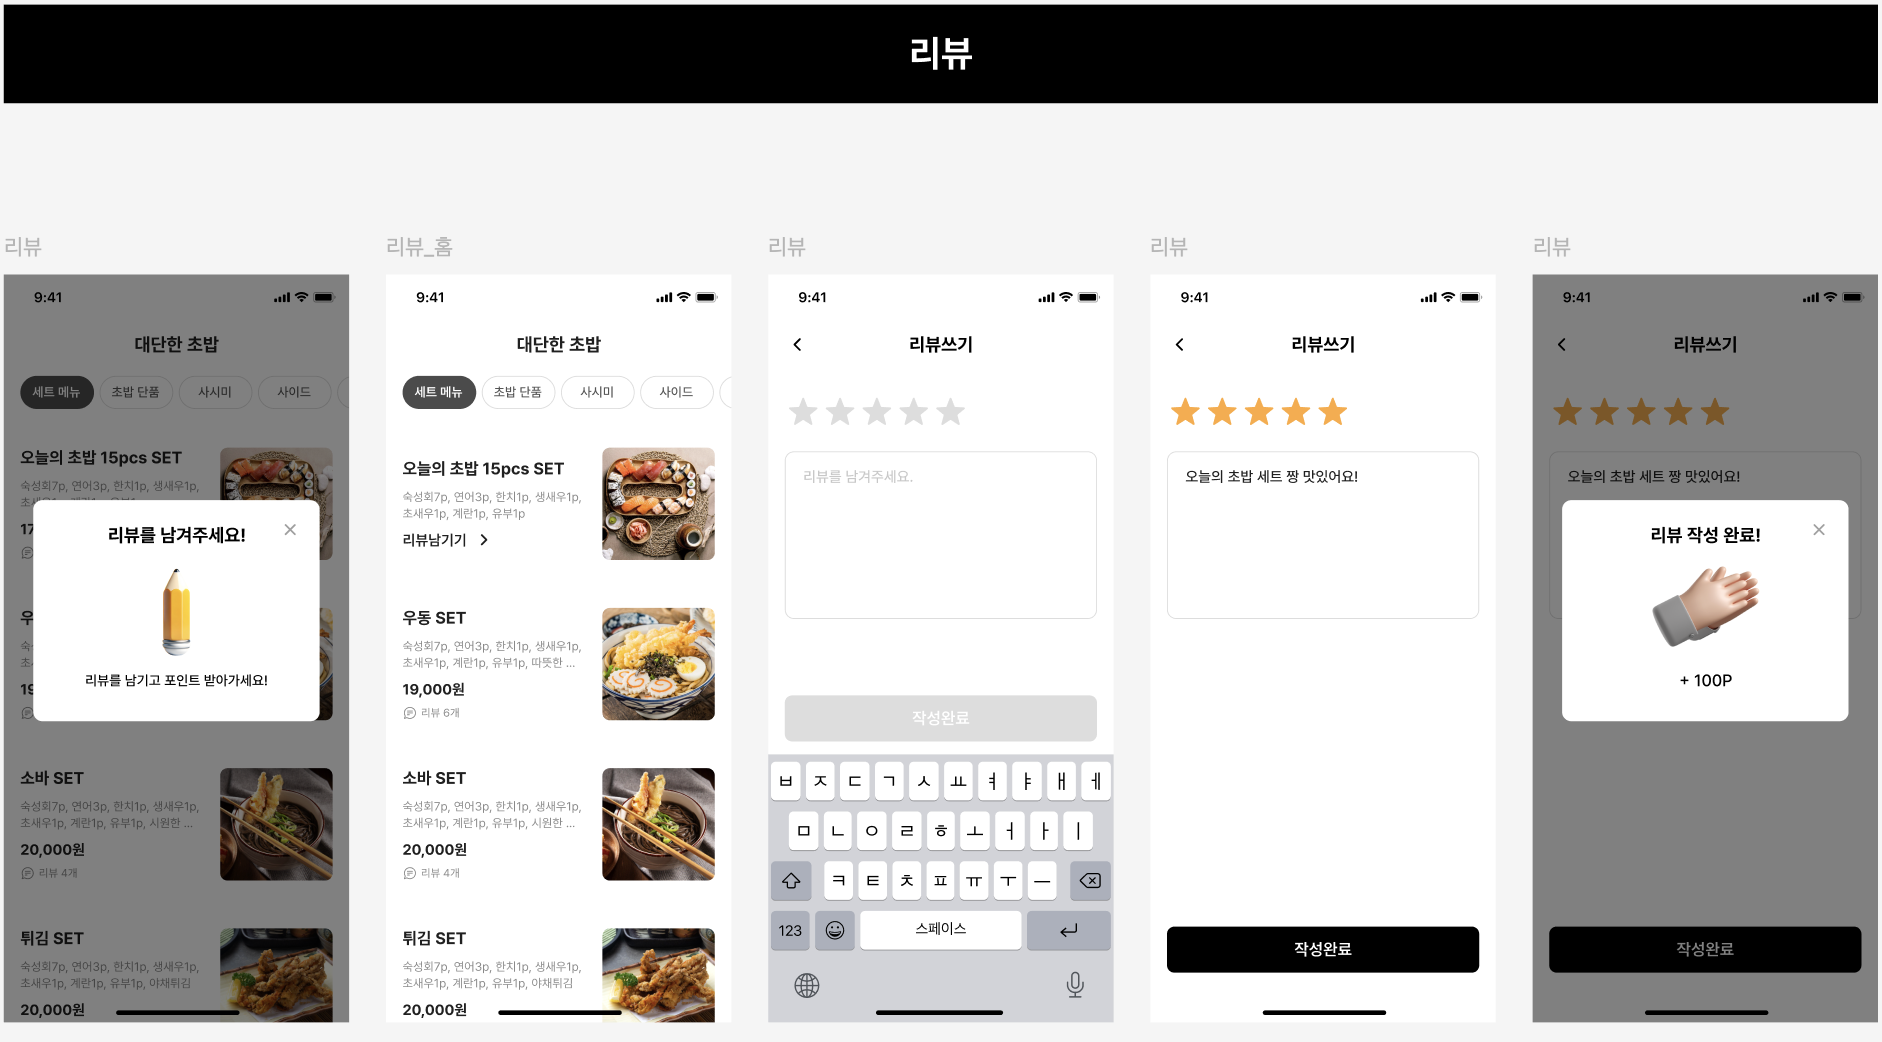 리뷰
리뷰
9:41
대단한 초밥
세트 메뉴
초밥 단품
사시미
사이드
오늘의 초밥 15pcs SET
숙성회7p, 연어3p, 한치1p, 생새우1p,
리뷰를 남겨주세요!
리뷰를 남기고 포인트 받아가세요!
소바 SET
숙성회7p, 연어3p, 한치1p, 생새우1p,
초새우1p, 계란1p, 유부1p, 시원한 ...
20,000원
리뷰 4개
튀김 SET
숙성회7p, 연어3p, 한치1p, 생새우1p,
초새우1p, 계란1p, 유부1p, 야채튀김
20,000원
리뷰_홈
9:41
대단한 초밥
세트 메뉴
초밥 단품
사시미
사이드
오늘의 초밥 15pcs SET
숙성회7p, 연어3p, 한치1p, 생새우1p,
초새우1p, 계란1p, 유부1p
리뷰남기기
우동 SET
숙성회7p, 연어3p, 한치1p, 생새우1p,
초새우1p, 계란1p, 유부1p, 따뜻한 ...
19,000원
리뷰 6개
소바 SET
숙성회7p, 연어3p, 한치1p, 생새우1p,
초새우1p, 계란1p, 유부1p, 시원한 ...
20,000원
리뷰 4개
튀김 SET
숙성회7p, 연어3p, 한치1p, 생새우1p,
초새우1p, 계란1p, 유부1p, 야채튀김
20,000원
리뷰
9:41
리뷰쓰기
리뷰를 남겨주세요.
작성완료
ㅂ ㅈ ㄷ ㄱ ㅅ ㅛ ㅕ ㅑ ㅐ ㅔ
ㅁ ㄴ ㅇ ㄹ ㅎ ㅗ ㅓ ㅏ ㅣ
ㅋ ㅌ ㅊ ㅍ ㅠ ㅜ ㅡ
123 스페이스
리뷰
9:41
리뷰쓰기
오늘의 초밥 세트 짱 맛있어요!
작성완료
리뷰
9:41
리뷰쓰기
오늘의 초밥 세트 짱 맛있어요!
리뷰 작성 완료!
+ 100P
작성완료